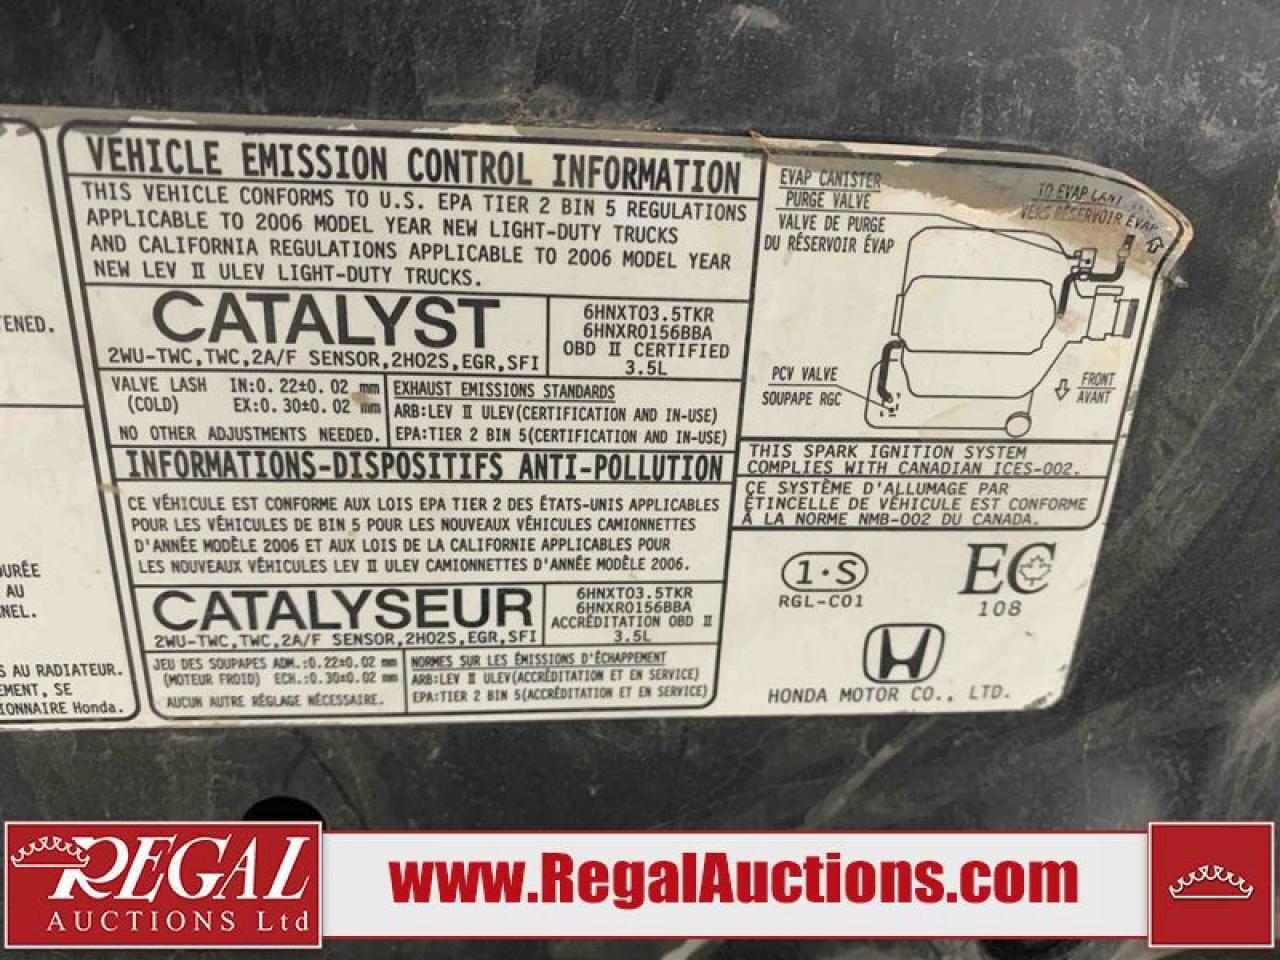 TENED.
DURÉE
AU
NEL.
S AU RADIATEUR.
EMENT, SE
IONNAIRE Honda.
VEHICLE EMISSION CONTROL INFORMATION
THIS VEHICLE CONFORMS TO U.S. EPA TIER 2 BIN 5 REGULATIONS
APPLICABLE TO 2006 MODEL YEAR NEW LIGHT-DUTY TRUCKS
AND CALIFORNIA REGULATIONS APPLICABLE TO 2006 MODEL YEAR
NEW LEV II ULEV LIGHT-DUTY TRUCKS.
CATALYST
2WU-TWC,TWC,2A/F SENSOR,2HO2S,EGR,SFI
6HNXT03.5TKR
6HNXR0156BBA
OBD II CERTIFIED
3.5L
VALVE LASH IN:0.22±0.02 mm
(COLD) EX:0.30±0.02 mm
NO OTHER ADJUSTMENTS NEEDED.
EXHAUST EMISSIONS STANDARDS
ARB:LEV II ULEV(CERTIFICATION AND IN-USE)
EPA:TIER 2 BIN 5(CERTIFICATION AND IN-USE)
INFORMATIONS-DISPOSITIFS ANTI-POLLUTION
CE VÉHICULE EST CONFORME AUX LOIS EPA TIER 2 DES ÉTATS-UNIS APPLICABLES
POUR LES VÉHICULES DE BIN 5 POUR LES NOUVEAUX VÉHICULES CAMIONNETTES
D'ANNÉE MODÈLE 2006 ET AUX LOIS DE LA CALIFORNIE APPLICABLES POUR
LES NOUVEAUX VÉHICULES LEV II ULEV CAMIONNETTES D'ANNÉE MODÈLE 2006.
CATALYSEUR
2WU-TWC,TWC,2A/F SENSOR,2HO2S,EGR,SFI
6HNXT03.5TKR
6HNXR0156BBA
ACCRÉDITATION OBD II
3.5L
JEU DES SOUPAPES ADM.:0.22±0.02 mm
(MOTEUR FROID) ECH.:0.30±0.02 mm
AUCUN AUTRE RÉGLAGE NÉCESSAIRE.
NORMES SUR LES ÉMISSIONS D'ÉCHAPPEMENT
ARB:LEV II ULEV(ACCRÉDITATION ET EN SERVICE)
EPA:TIER 2 BIN 5(ACCRÉDITATION ET EN SERVICE)
EVAP CANISTER
PURGE VALVE
VALVE DE PURGE
DU RÉSERVOIR ÉVAP
TO EVAP CAN
VERS RÉSERVOIR ÉVAP
PCV VALVE
SOUPAPE RGC
FRONT
AVANT
THIS SPARK IGNITION SYSTEM
COMPLIES WITH CANADIAN ICES-002.
CE SYSTÈME D'ALLUMAGE PAR
ÉTINCELLE DE VÉHICULE EST CONFORME
À LA NORME NMB-002 DU CANADA.
1·S
RGL-C01
EC
108
HONDA MOTOR CO., LTD.
REGAL
AUCTIONS Ltd
www.RegalAuctions.com